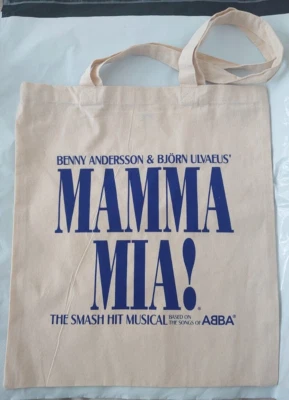 BENNY ANDERSSON & BJÖRN ULVAEUS'
MAMMA
MIA!®
THE SMASH HIT MUSICAL BASED ON THE SONGS OF ABBA®